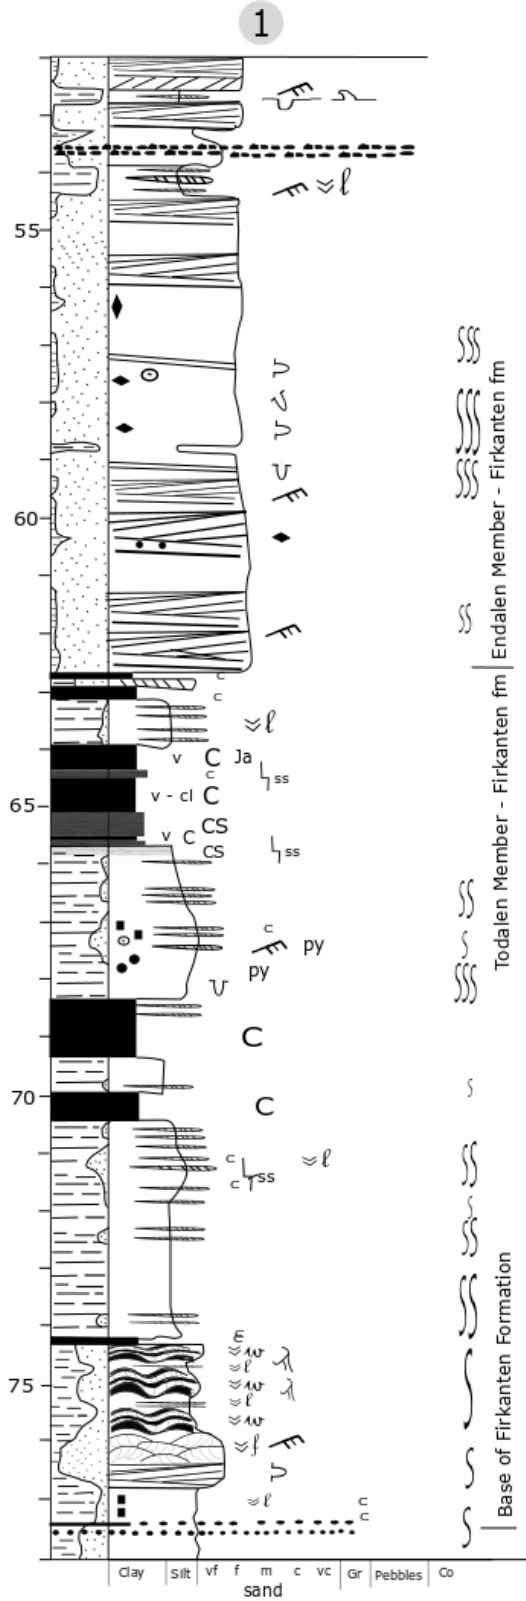 1
55
ℓ
Endalen Member - Firkanten fm
60
c
c
ℓ
v C Ja
c
ss
v - cl C
65
CS
v C
CS
ss
Todalen Member - Firkanten fm
c
py
py
C
70
C
c
ℓ
ss
c
ε
w
ℓ
75
w
ℓ
w
f
ℓ
c
c
Base of Firkanten Formation
Clay Silt vf f m c vc Gr Pebbles Co
sand